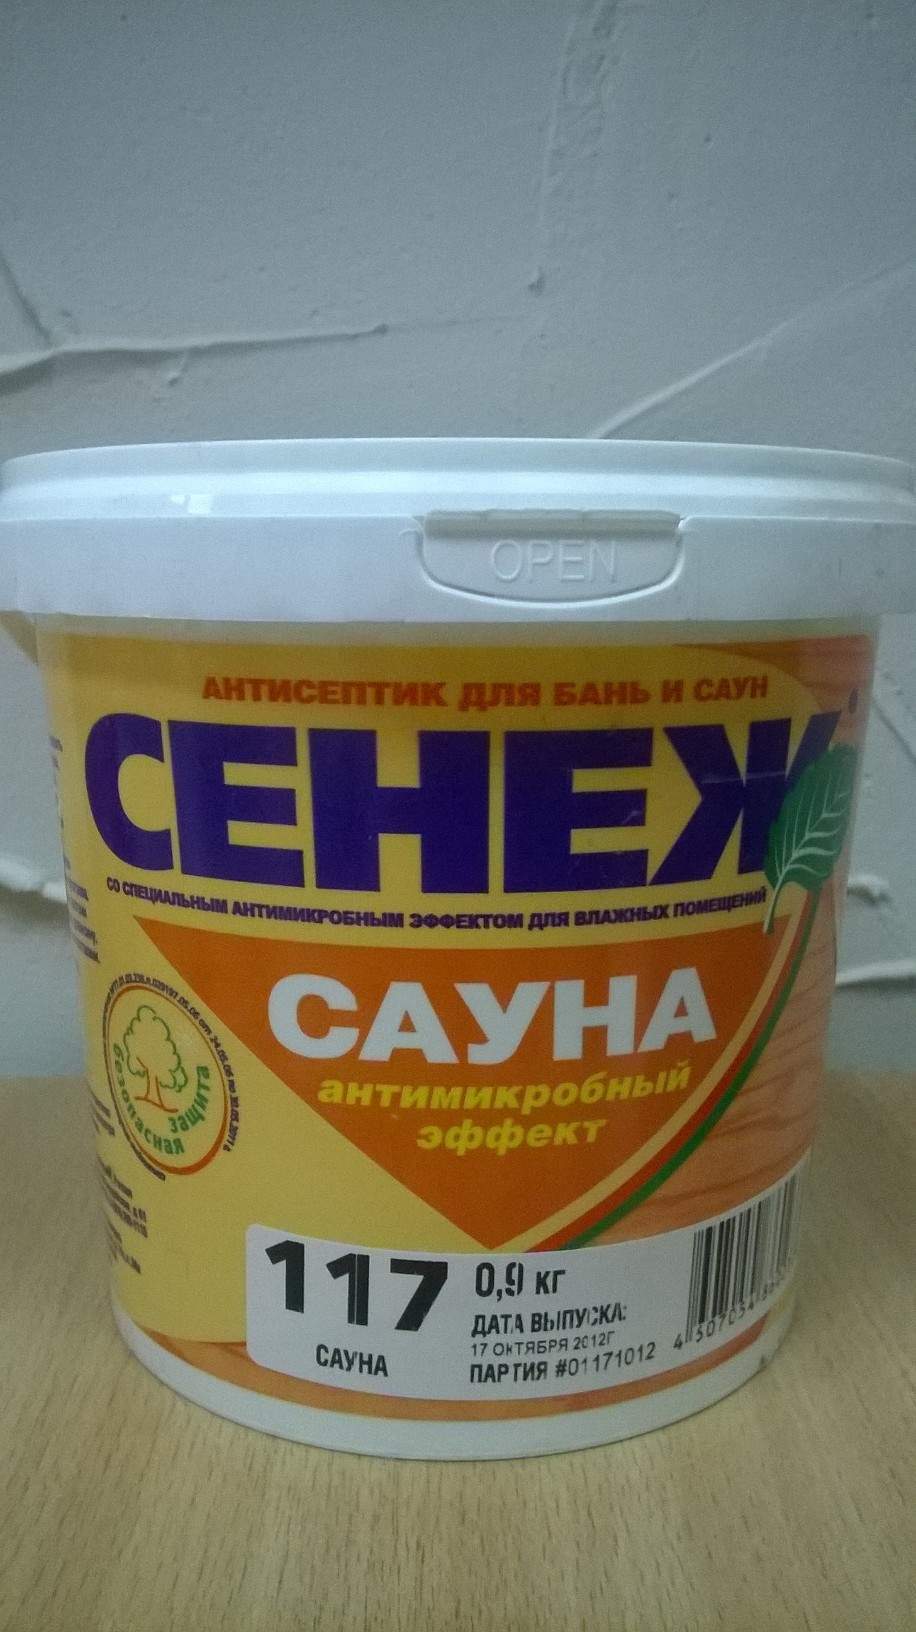 OPEN
АНТИСЕПТИК ДЛЯ БАНЬ И САУН
СЕНЕЖ
СО СПЕЦИАЛЬНЫМ АНТИМИКРОБНЫМ ЭФФЕКТОМ ДЛЯ ВЛАЖНЫХ ПОМЕЩЕНИЙ
САУНА
антимикробный
эффект
безопасная
защита
117
САУНА
0,9 кг
ДАТА ВЫПУСКА:
17 ОКТЯБРЯ 2012Г
ПАРТИЯ #01171012